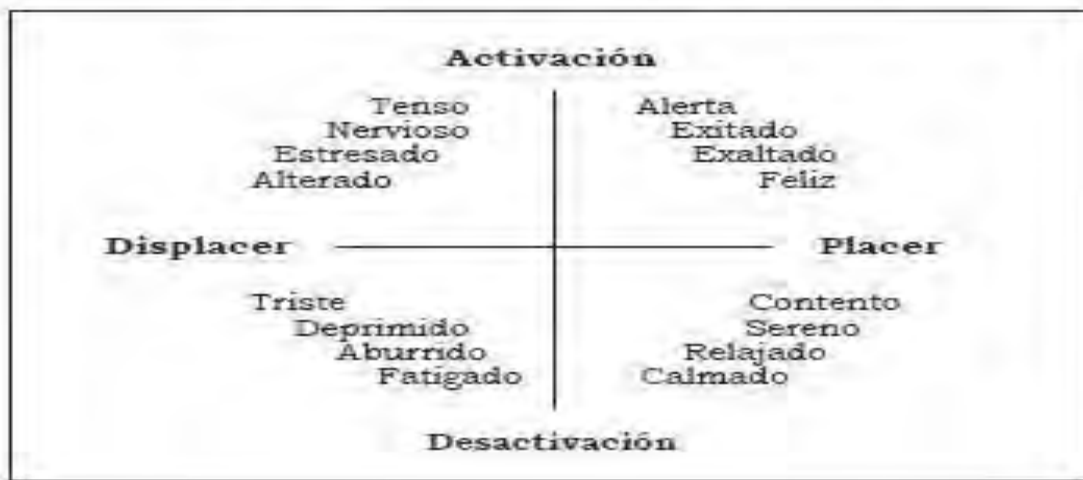 Activación
Tenso Alerta
Nervioso Exitado
Estresado Exaltado
Alterado Feliz
Displacer Placer
Triste Contento
Deprimido Sereno
Aburrido Relajado
Fatigado Calmado
Desactivación